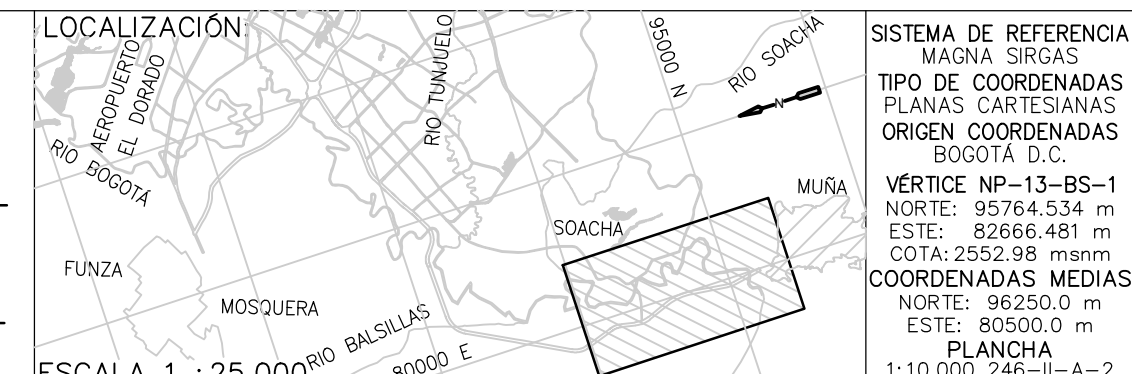 LOCALIZACIÓN:
AEROPUERTO
EL DORADO
RIO BOGOTÁ
RIO TUNJUELO
95000 N
RIO SOACHA
N
MUÑA
SOACHA
FUNZA
MOSQUERA
RIO BALSILLAS
80000 E
ESCALA 1 : 25.000
SISTEMA DE REFERENCIA
MAGNA SIRGAS
TIPO DE COORDENADAS
PLANAS CARTESIANAS
ORIGEN COORDENADAS
BOGOTÁ D.C.
VÉRTICE NP-13-BS-1
NORTE: 95764.534 m
ESTE: 82666.481 m
COTA: 2552.98 msnm
COORDENADAS MEDIAS
NORTE: 96250.0 m
ESTE: 80500.0 m
PLANCHA
1:10.000 246-II-A-2